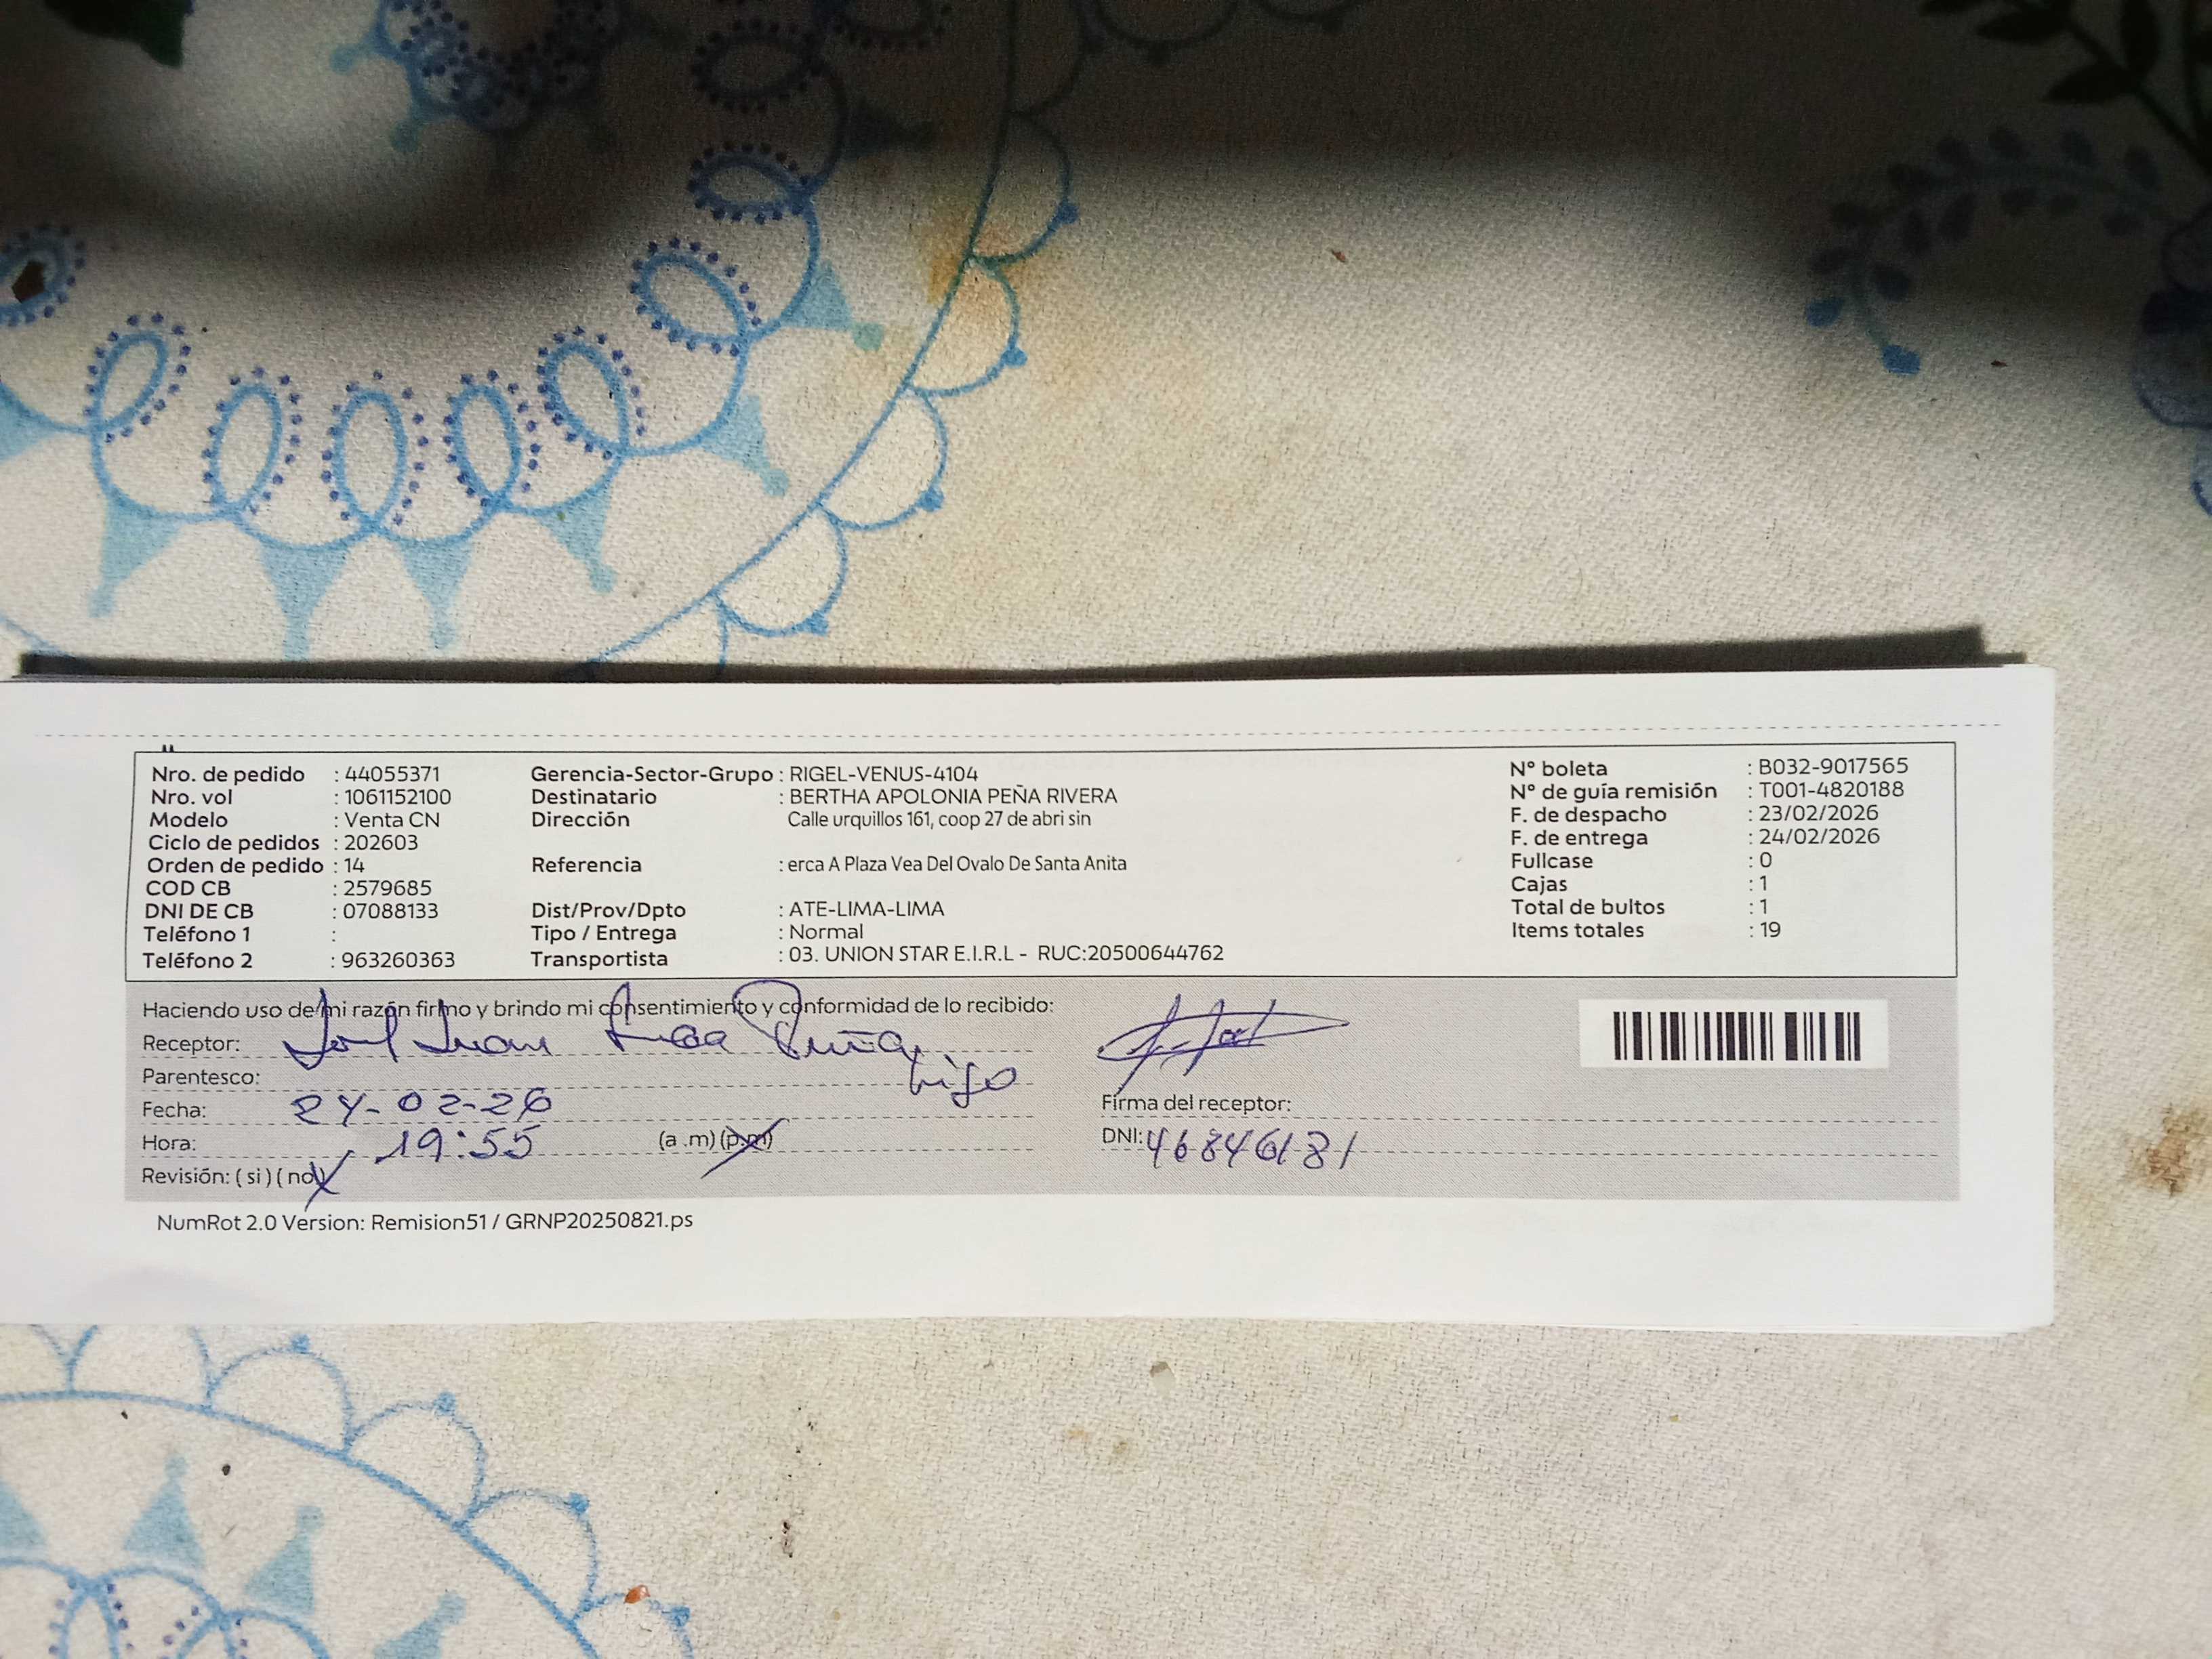 Nro. de pedido : 44055371 Gerencia-Sector-Grupo : RIGEL-VENUS-4104 N° boleta : B032-9017565
Nro. vol : 1061152100 Destinatario : BERTHA APOLONIA PEÑA RIVERA N° de guía remisión : T001-4820188
Modelo : Venta CN Dirección Calle urquillos 161, coop 27 de abri sin F. de despacho : 23/02/2026
Ciclo de pedidos : 202603 F. de entrega : 24/02/2026
Orden de pedido : 14 Referencia : erca A Plaza Vea Del Ovalo De Santa Anita Fullcase : 0
COD CB : 2579685 Cajas : 1
DNI DE CB : 07088133 Dist/Prov/Dpto : ATE-LIMA-LIMA Total de bultos : 1
Teléfono 1 : Tipo / Entrega : Normal Items totales : 19
Teléfono 2 : 963260363 Transportista : 03. UNION STAR E.I.R.L - RUC:20500644762
Haciendo uso de mi razón firmo y brindo mi consentimiento y conformidad de lo recibido:
Receptor: Joel Juan Peña
Parentesco: hijo
Fecha: 24-02-26 Firma del receptor:
Hora: 19:55 (a .m) (p.m) DNI: 46846181
Revisión: ( si ) ( no )
NumRot 2.0 Version: Remision51 / GRNP20250821.ps